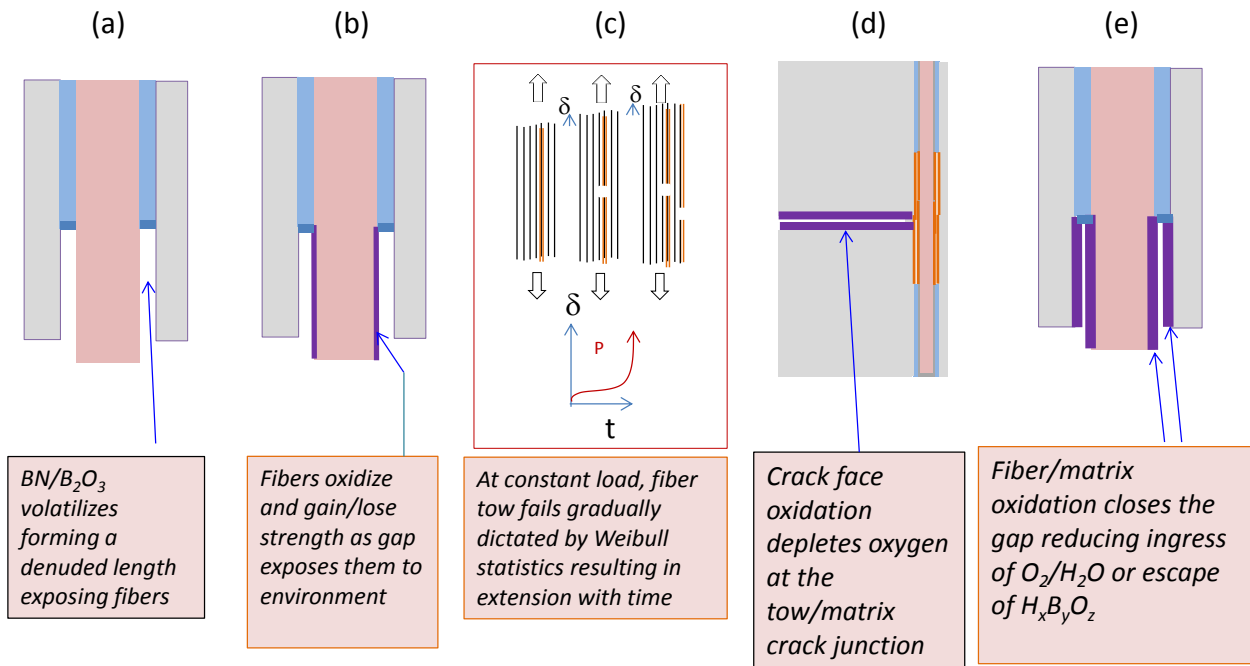 (a)
(b)
(c)
(d)
(e)
δ
δ
δ
P
t
BN/B₂O₃
volatilizes
forming a
denuded length
exposing fibers
Fibers oxidize
and gain/lose
strength as gap
exposes them to
environment
At constant load, fiber
tow fails gradually
dictated by Weibull
statistics resulting in
extension with time
Crack face
oxidation
depletes oxygen
at the
tow/matrix
crack junction
Fiber/matrix
oxidation closes the
gap reducing ingress
of O₂/H₂O or escape
of HₓBᵧO_z